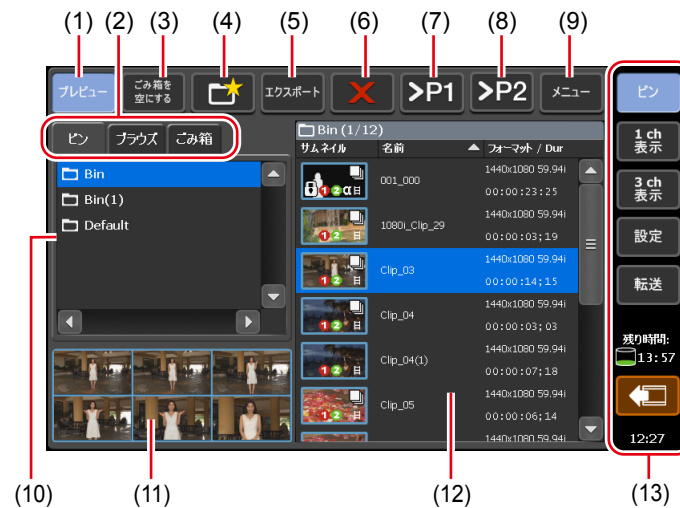 (1) (2) (3) (4) (5) (6) (7) (8) (9)
プレビュー
ごみ箱を
空にする
エクスポート
>P1
>P2
メニュー
ビン
ビン ブラウズ ごみ箱
Bin
Bin(1)
Default
Bin (1/12)
サムネイル 名前 フォーマット / Dur
001_000
1440x1080 59.94i
00:00:23:25
1080i_Clip_29
1440x1080 59.94i
00:00:03;19
Clip_03
1440x1080 59.94i
00:00:14;15
Clip_04
1440x1080 59.94i
00:00:03;03
Clip_04(1)
1440x1080 59.94i
00:00:07;18
Clip_05
1440x1080 59.94i
00:00:06;14
1440x1080 59.94i
1 ch
表示
3 ch
表示
設定
転送
残り時間:
13:57
12:27
(10) (11) (12) (13)